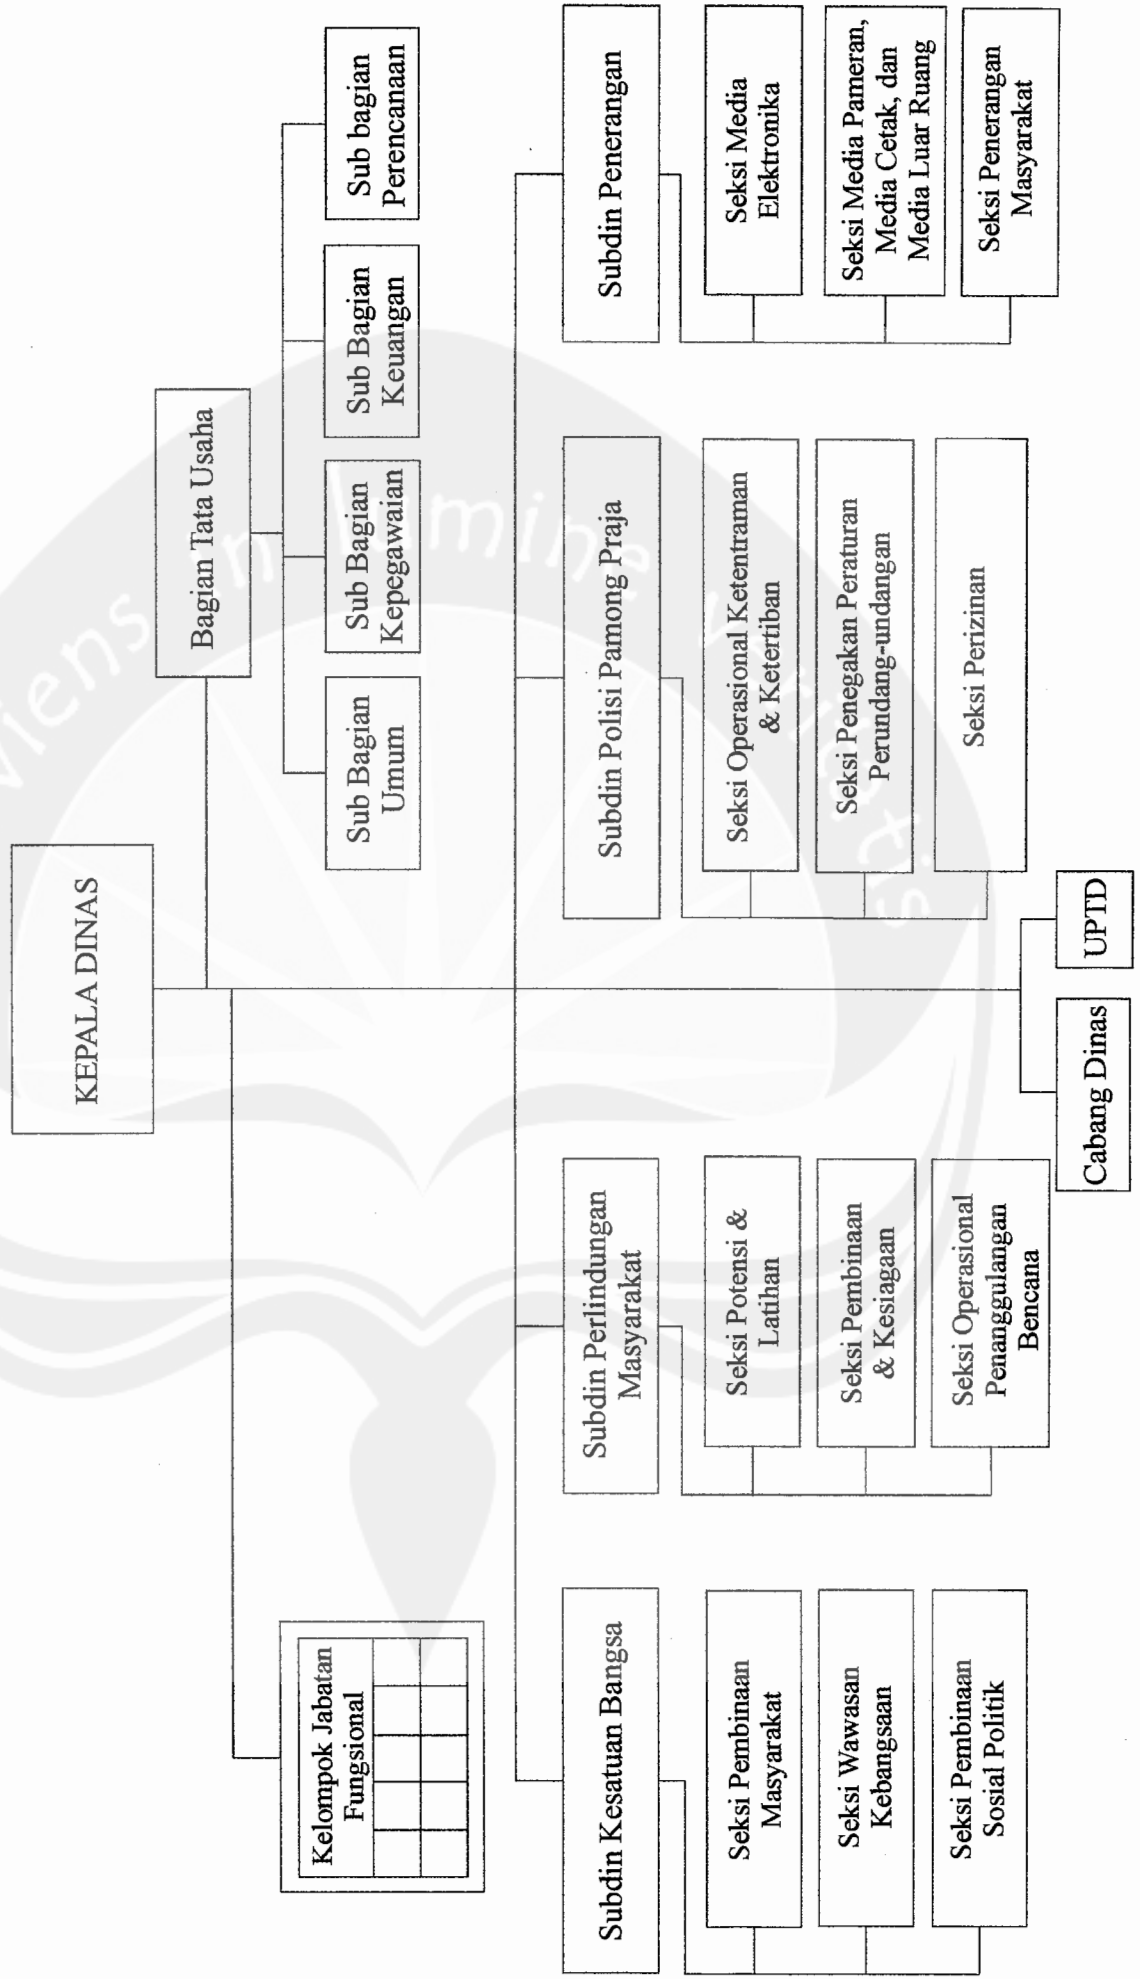 KEPALA DINAS
Bagian Tata Usaha
Kelompok Jabatan
Fungsional
Sub Bagian
Umum
Sub Bagian
Kepegawaian
Sub Bagian
Keuangan
Sub bagian
Perencanaan
Subdin Kesatuan Bangsa
Seksi Pembinaan
Masyarakat
Seksi Wawasan
Kebangsaan
Seksi Pembinaan
Sosial Politik
Subdin Perlindungan
Masyarakat
Seksi Potensi &
Latihan
Seksi Pembinaan
& Kesiagaan
Seksi Operasional
Penanggulangan
Bencana
Subdin Polisi Pamong Praja
Seksi Operasional Ketentraman
& Ketertiban
Seksi Penegakan Peraturan
Perundang-undangan
Seksi Perizinan
Subdin Penerangan
Seksi Media
Elektronika
Seksi Media Pameran,
Media Cetak, dan
Media Luar Ruang
Seksi Penerangan
Masyarakat
Cabang Dinas
UPTD
viens in lumine veritatis